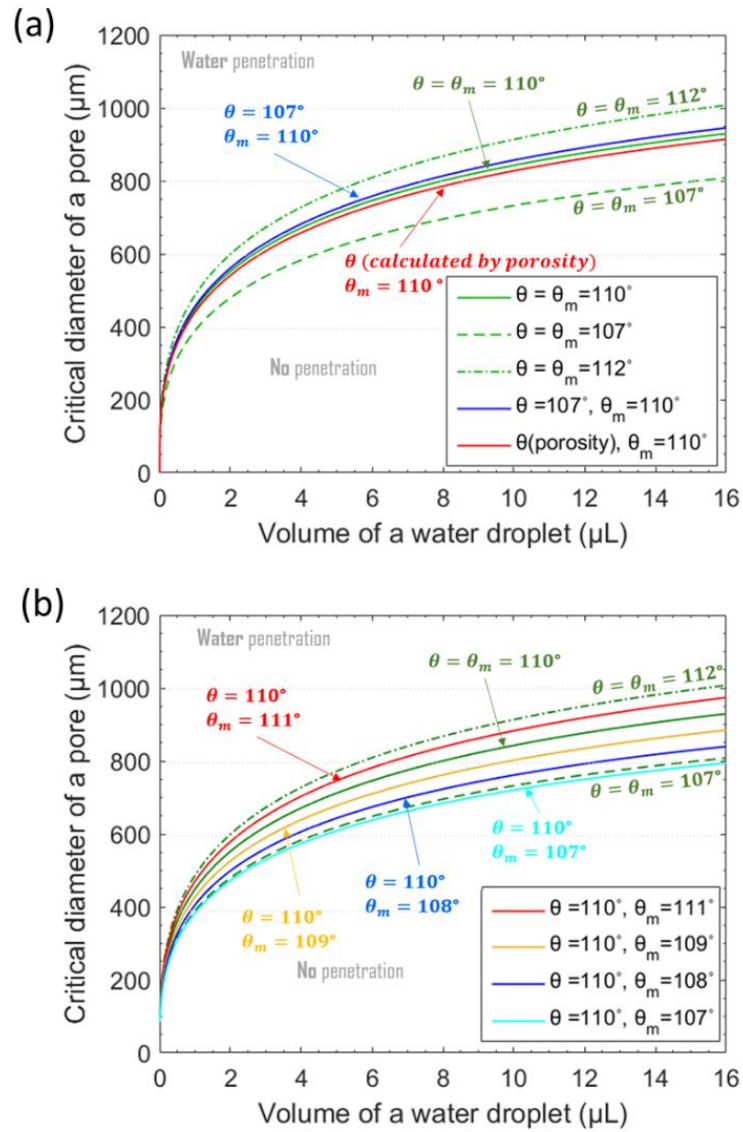 (a)
1200
1000
800
600
400
200
0
Critical diameter of a pore (µm)
Water penetration
θ = 107°
θm = 110°
θ = θm = 110°
θ = θm = 112°
θ = θm = 107°
θ (calculated by porosity)
θm = 110°
No penetration
θ = θm=110°
θ = θm=107°
θ = θm=112°
θ =107°, θm=110°
θ(porosity), θm=110°
0 2 4 6 8 10 12 14 16
Volume of a water droplet (µL)
(b)
1200
1000
800
600
400
200
0
Critical diameter of a pore (µm)
Water penetration
θ = θm = 110°
θ = 110°
θm = 111°
θ = θm = 112°
θ = θm = 107°
θ = 110°
θm = 107°
θ = 110°
θm = 108°
θ = 110°
θm = 109°
No penetration
θ =110°, θm=111°
θ =110°, θm=109°
θ =110°, θm=108°
θ =110°, θm=107°
0 2 4 6 8 10 12 14 16
Volume of a water droplet (µL)